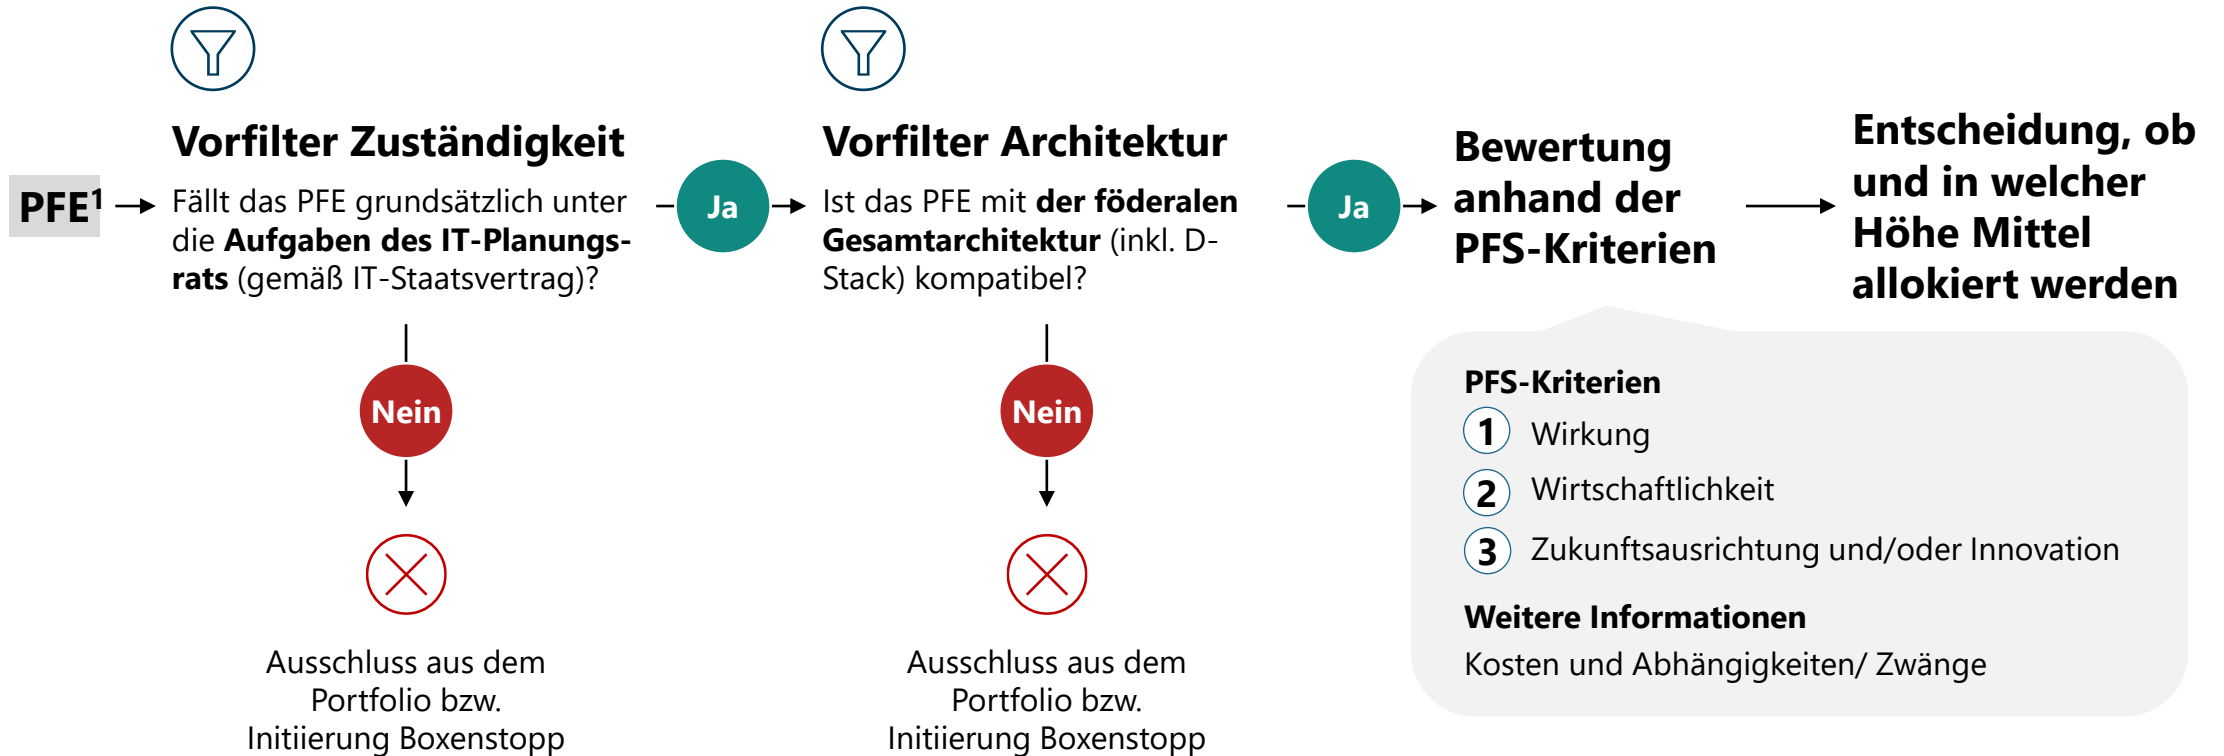 PFE¹
Vorfilter Zuständigkeit
Fällt das PFE grundsätzlich unter
die Aufgaben des IT-Planungs-
rats (gemäß IT-Staatsvertrag)?
Ja
Nein
Ausschluss aus dem
Portfolio bzw.
Initiierung Boxenstopp
Vorfilter Architektur
Ist das PFE mit der föderalen
Gesamtarchitektur (inkl. D-
Stack) kompatibel?
Ja
Nein
Ausschluss aus dem
Portfolio bzw.
Initiierung Boxenstopp
Bewertung
anhand der
PFS-Kriterien
Entscheidung, ob
und in welcher
Höhe Mittel
allokiert werden
PFS-Kriterien
1 Wirkung
2 Wirtschaftlichkeit
3 Zukunftsausrichtung und/oder Innovation
Weitere Informationen
Kosten und Abhängigkeiten/ Zwänge